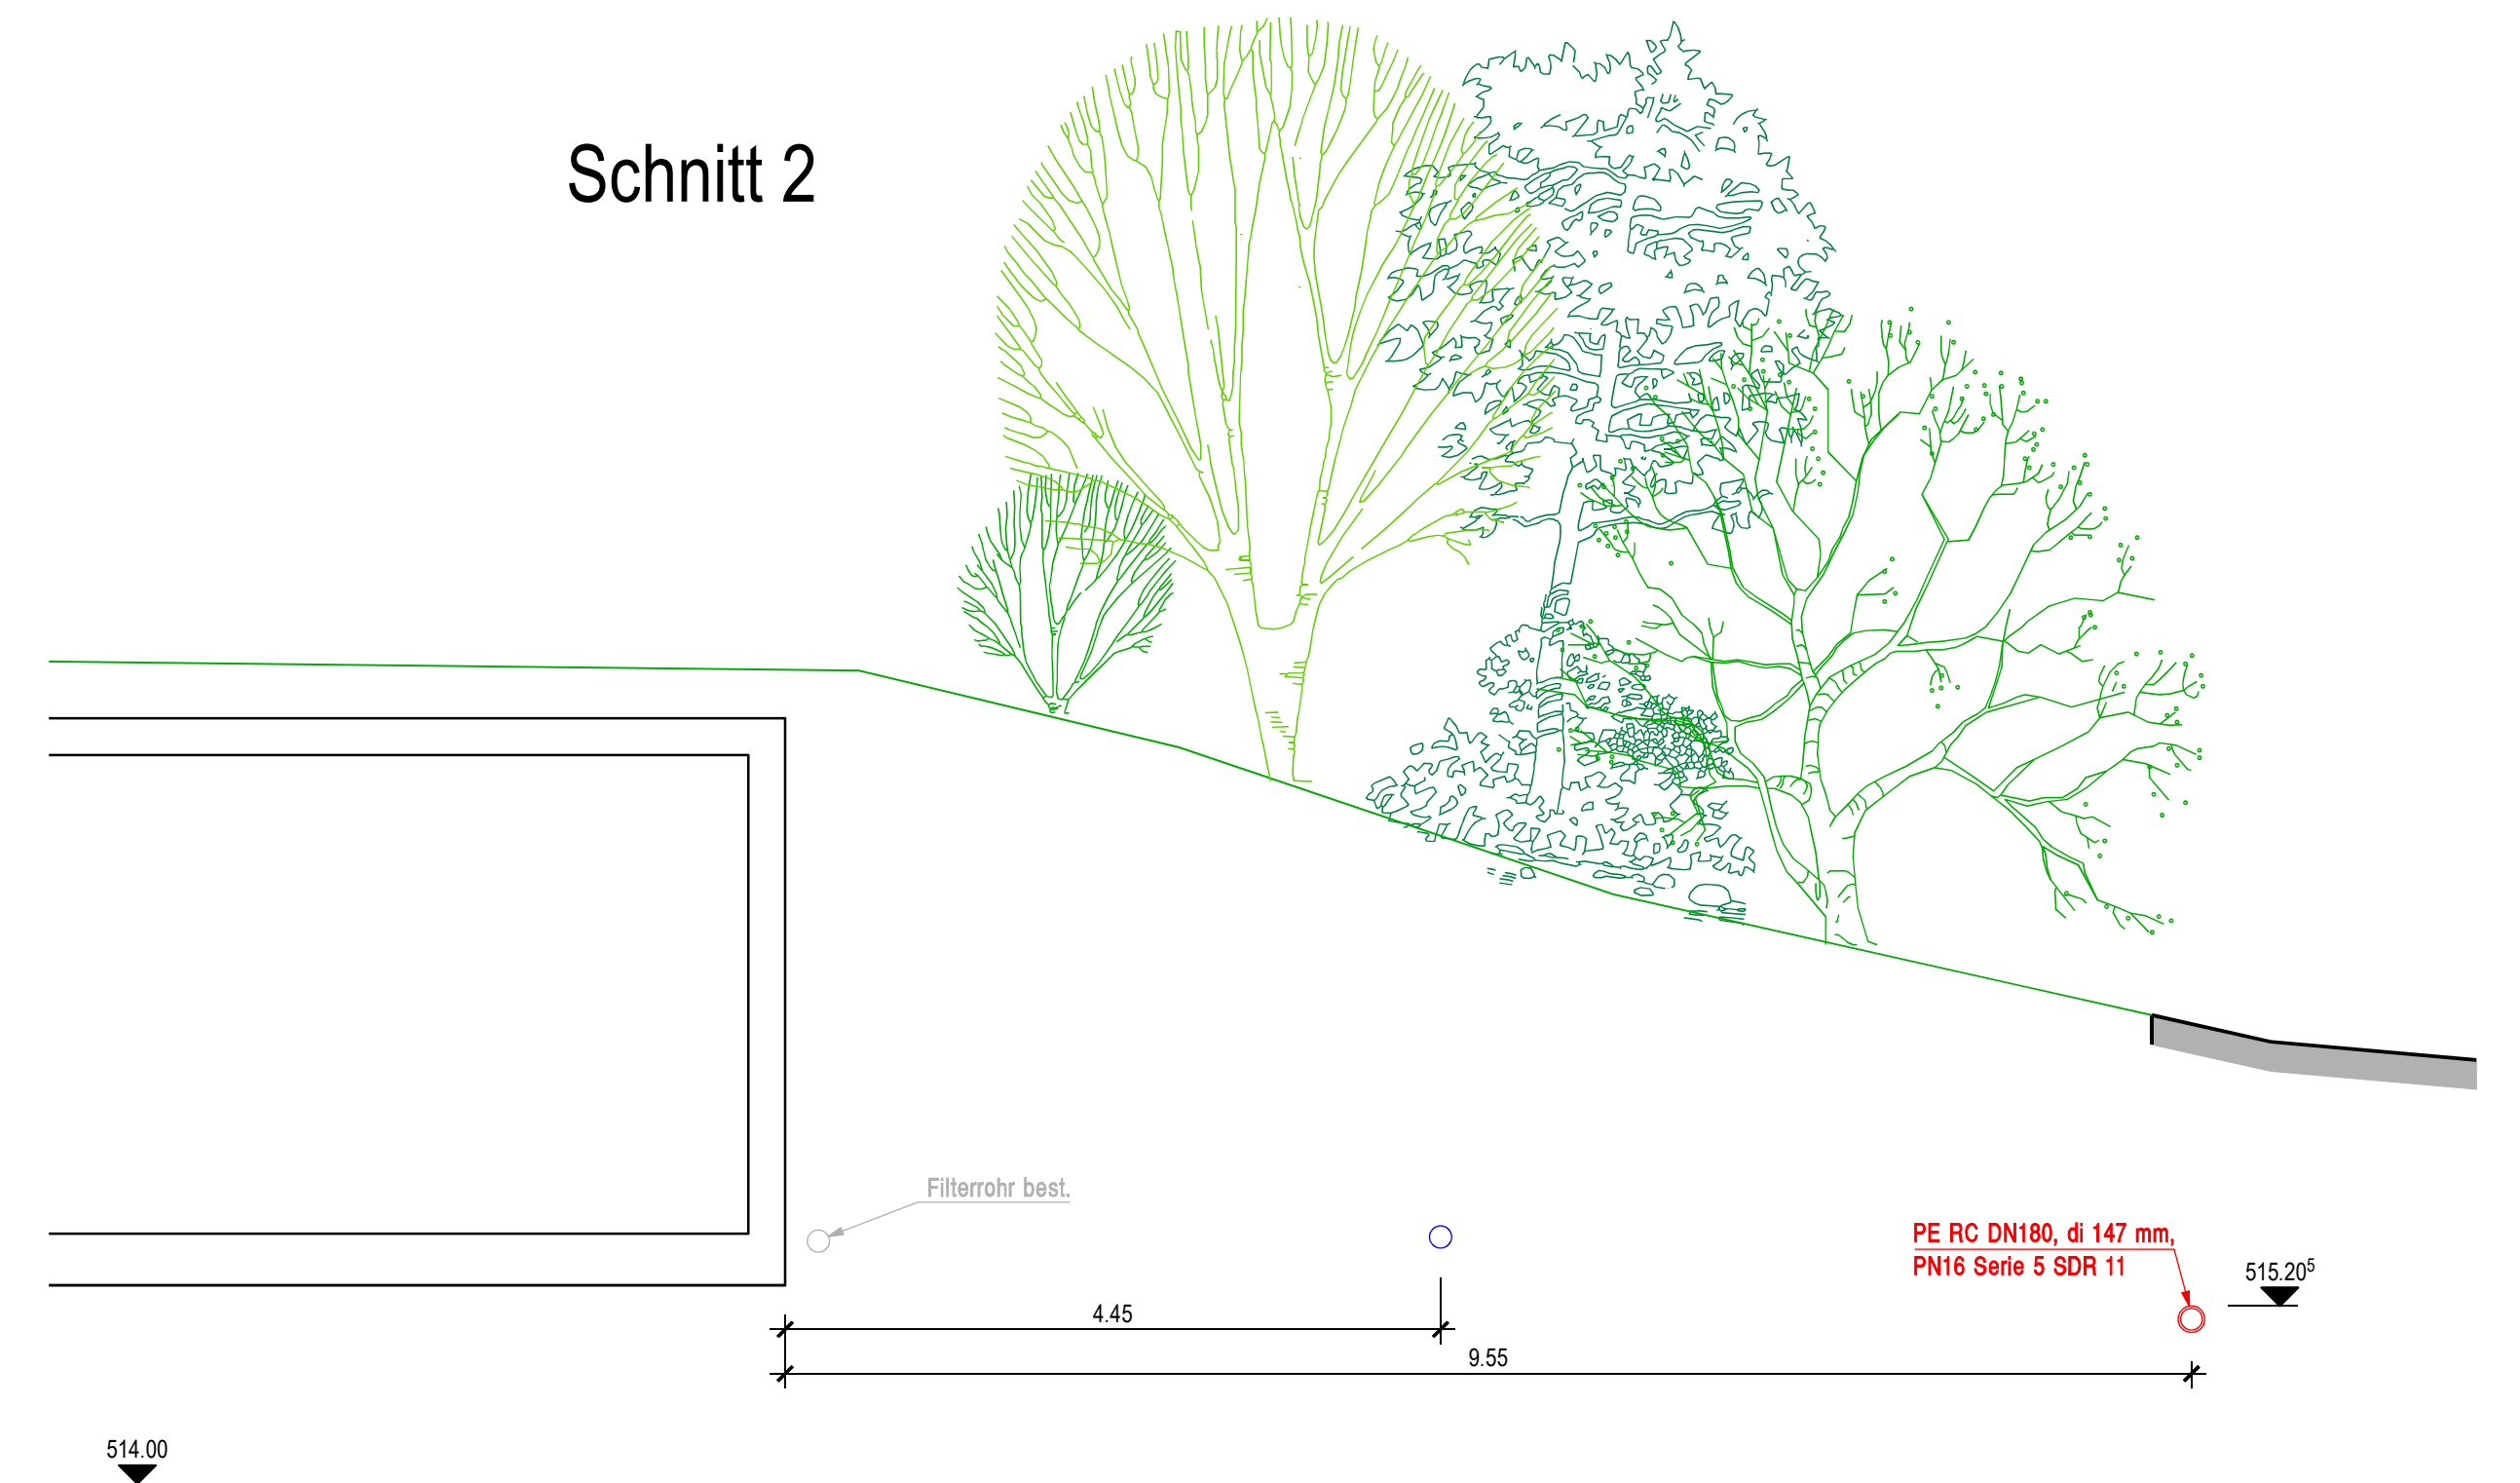 Schnitt 2
Filterrohr best.
PE RC DN180, di 147 mm,
PN16 Serie 5 SDR 11
515.20⁵
4.45
9.55
514.00